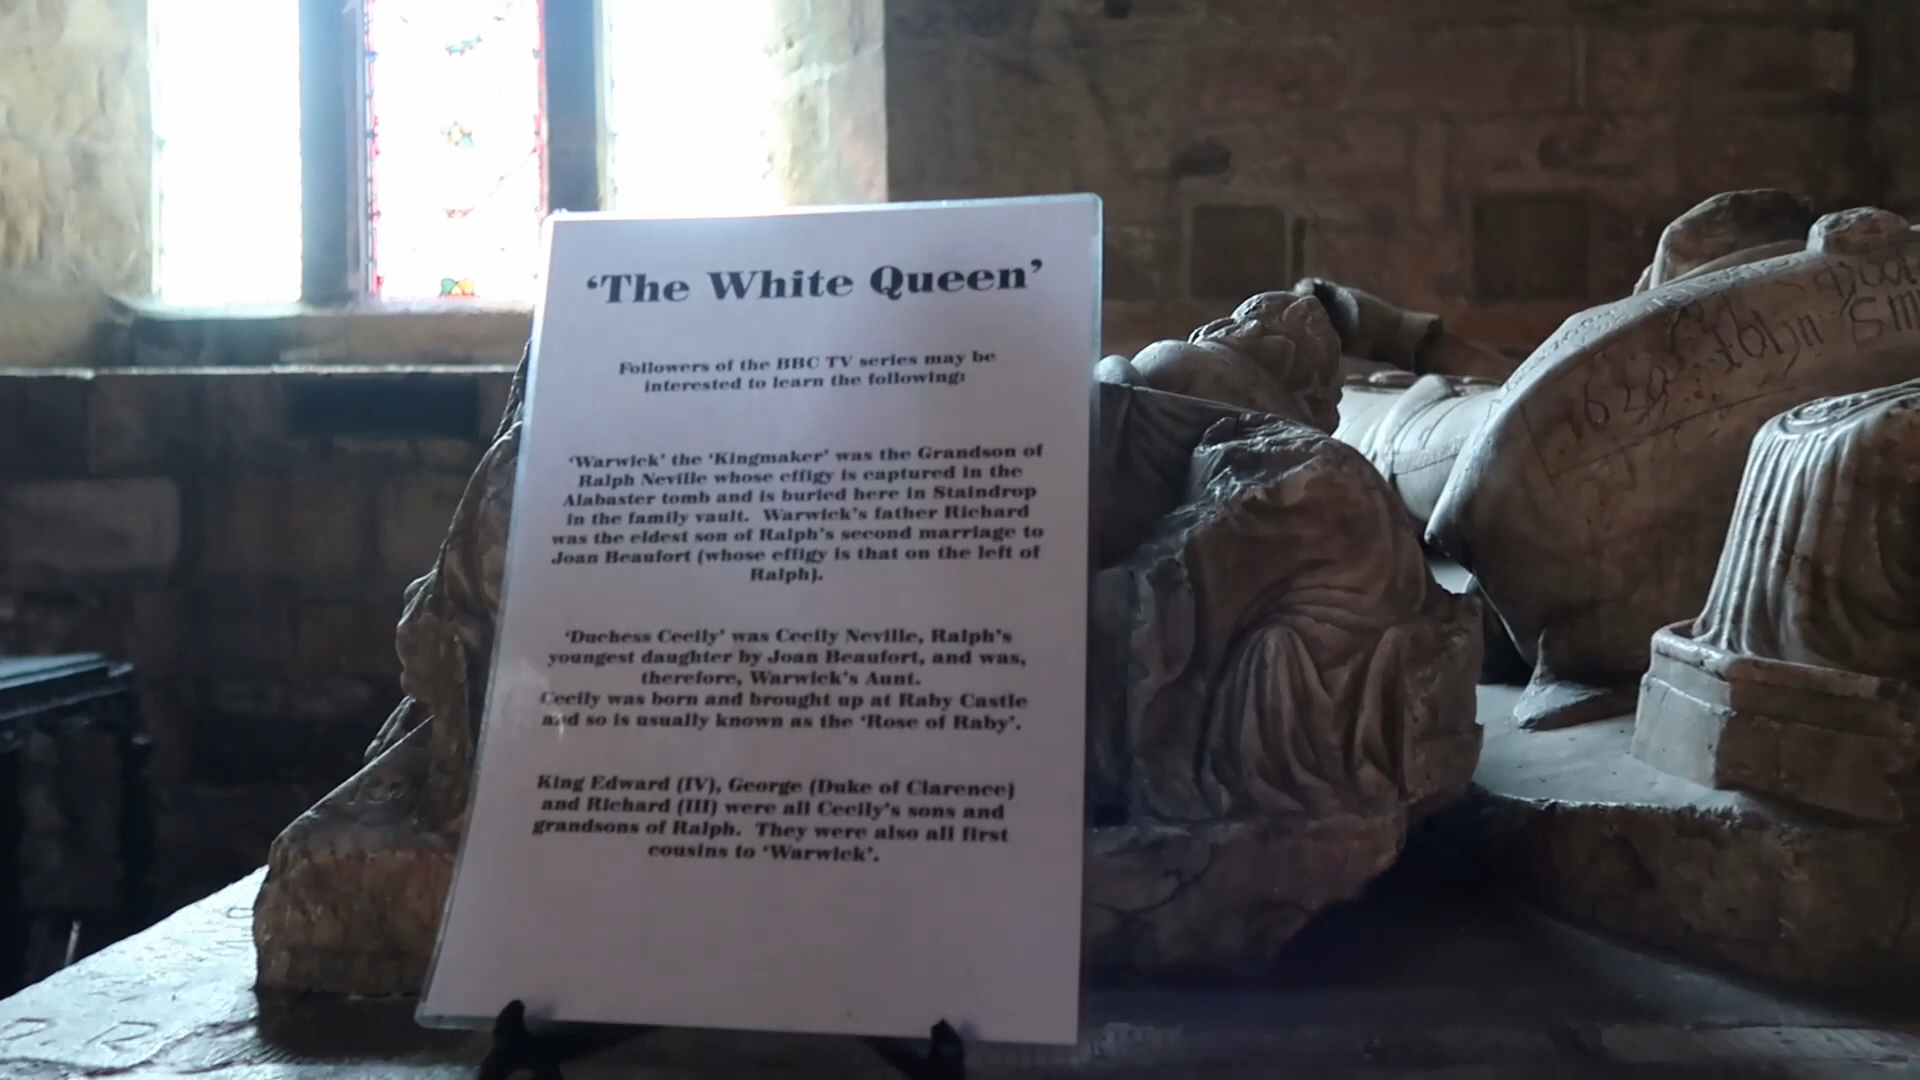 ‘The White Queen’
Followers of the BBC TV series may be
interested to learn the following:
‘Warwick’ the ‘Kingmaker’ was the Grandson of
Ralph Neville whose effigy is captured in the
Alabaster tomb and is buried here in Staindrop
in the family vault. Warwick’s father Richard
was the eldest son of Ralph’s second marriage to
Joan Beaufort (whose effigy is that on the left of
Ralph).
‘Duchess Cecily’ was Cecily Neville, Ralph’s
youngest daughter by Joan Beaufort, and was,
therefore, Warwick’s Aunt.
Cecily was born and brought up at Raby Castle
and so is usually known as the ‘Rose of Raby’.
King Edward (IV), George (Duke of Clarence)
and Richard (III) were all Cecily’s sons and
grandsons of Ralph. They were also all first
cousins to ‘Warwick’.